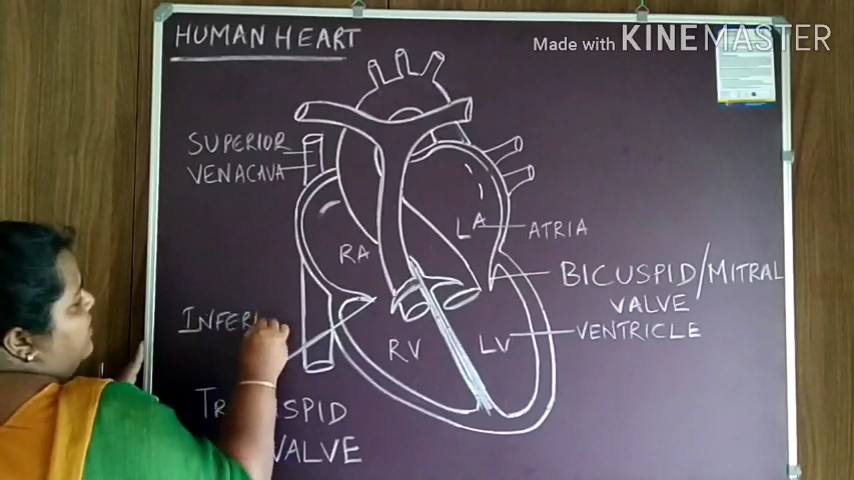 HUMAN HEART
Made with KINEMASTER
SUPERIOR
VENACAVA
LA
ATRIA
RA
BICUSPID/MITRAL
VALVE
VENTRICLE
RV
LV
VALVE